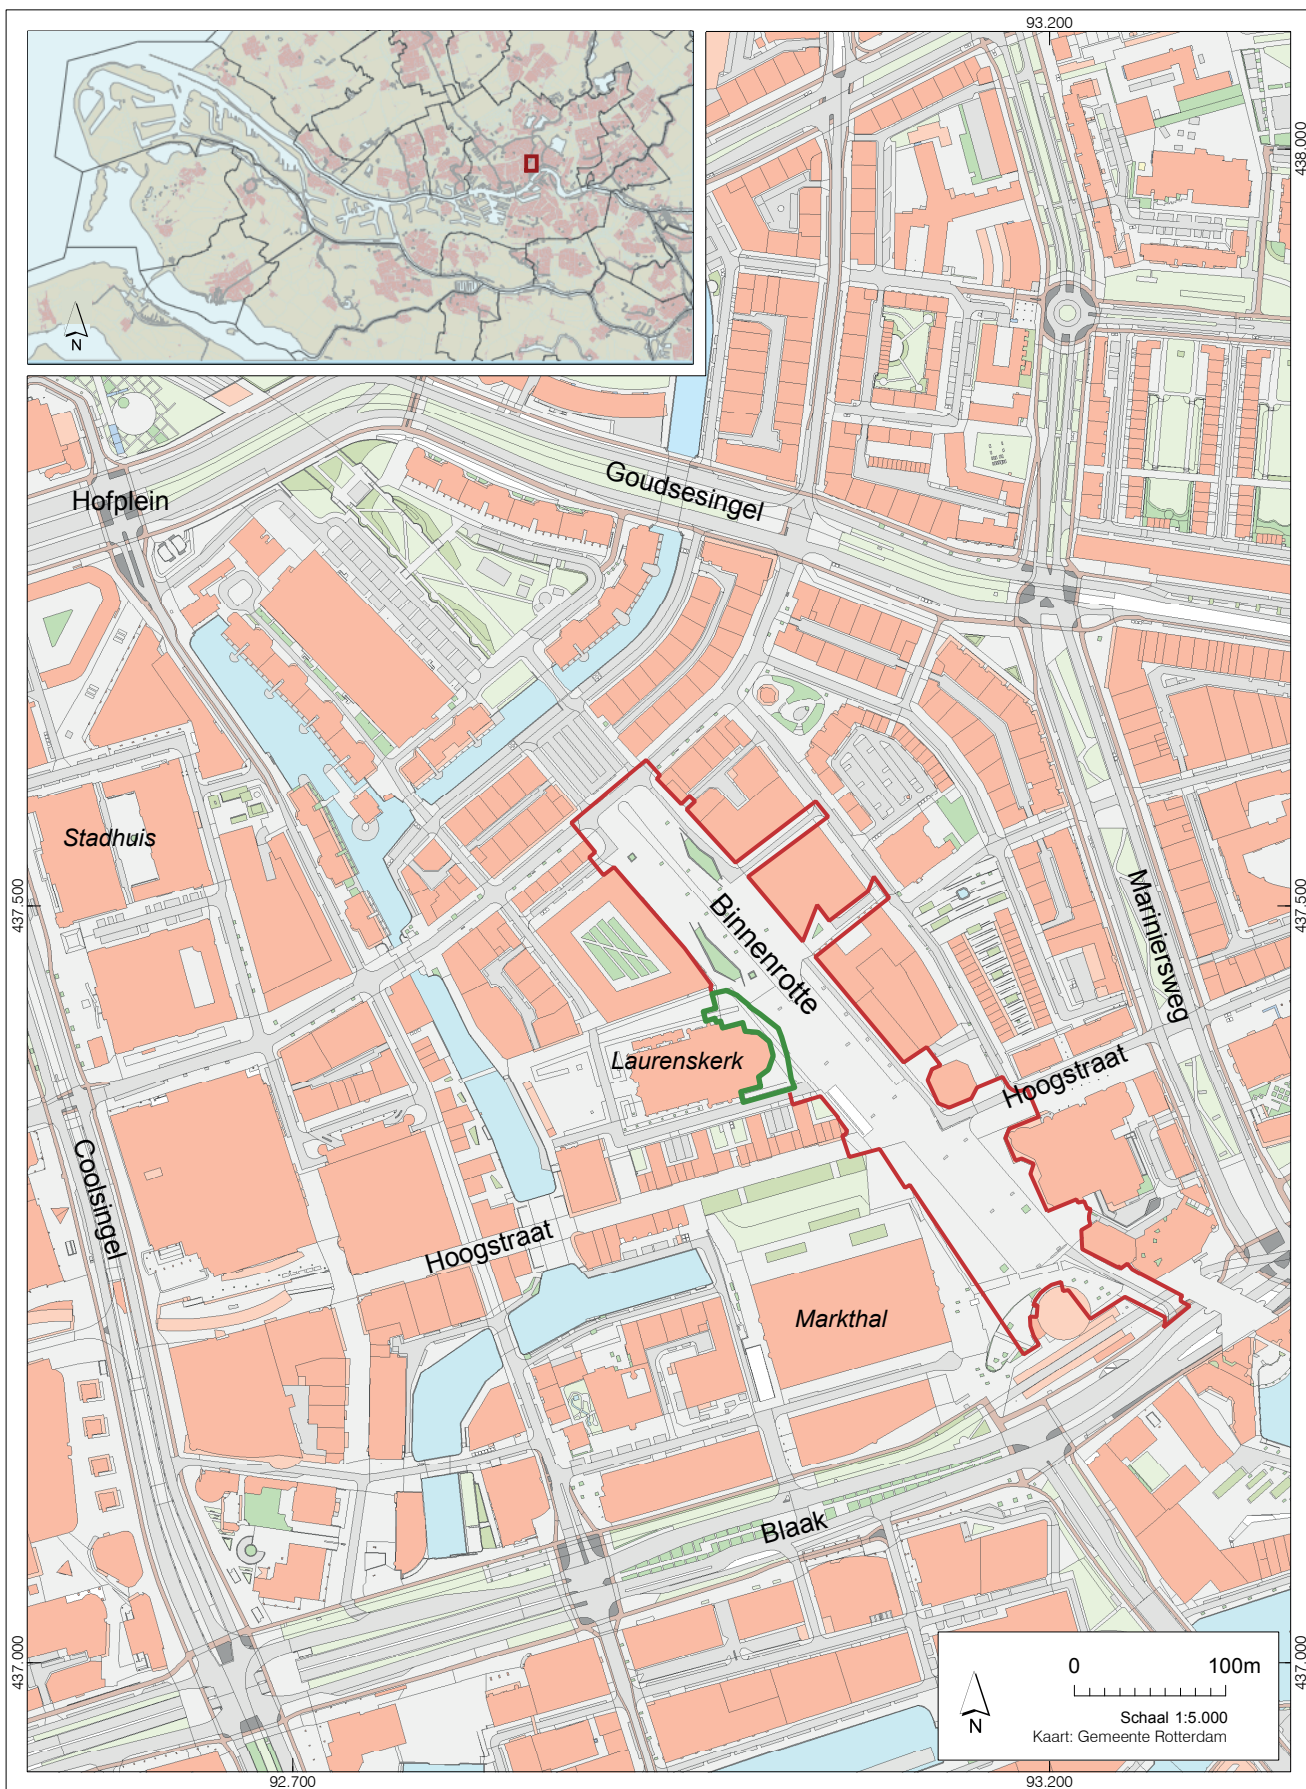 93.200
438.000
N
Goudsesingel
Hofplein
Stadhuis
437.500
Binnenrotte
Marniersweg
437.500
Laurenskerk
Hoogstraat
Coolsingel
Hoogstraat
Markthal
Blaak
437.000
437.000
0 100m
N
Schaal 1:5.000
Kaart: Gemeente Rotterdam
92.700
93.200